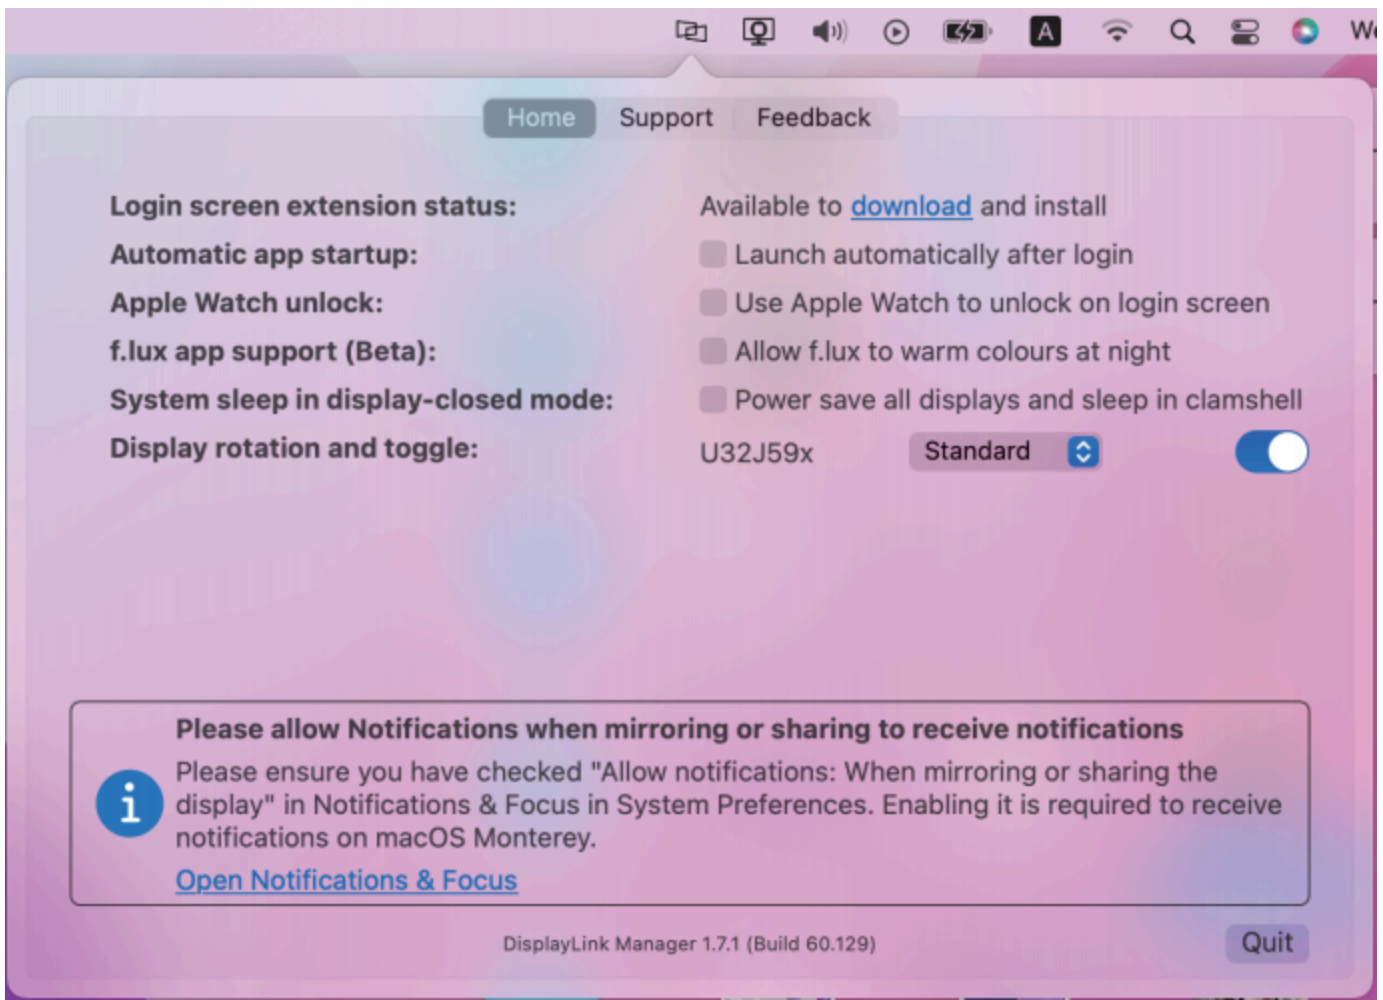 A
Home Support Feedback
Login screen extension status: Available to download and install
Automatic app startup: Launch automatically after login
Apple Watch unlock: Use Apple Watch to unlock on login screen
f.lux app support (Beta): Allow f.lux to warm colours at night
System sleep in display-closed mode: Power save all displays and sleep in clamshell
Display rotation and toggle: U32J59x Standard
Please allow Notifications when mirroring or sharing to receive notifications
Please ensure you have checked "Allow notifications: When mirroring or sharing the
display" in Notifications & Focus in System Preferences. Enabling it is required to receive
notifications on macOS Monterey.
Open Notifications & Focus
DisplayLink Manager 1.7.1 (Build 60.129)
Quit